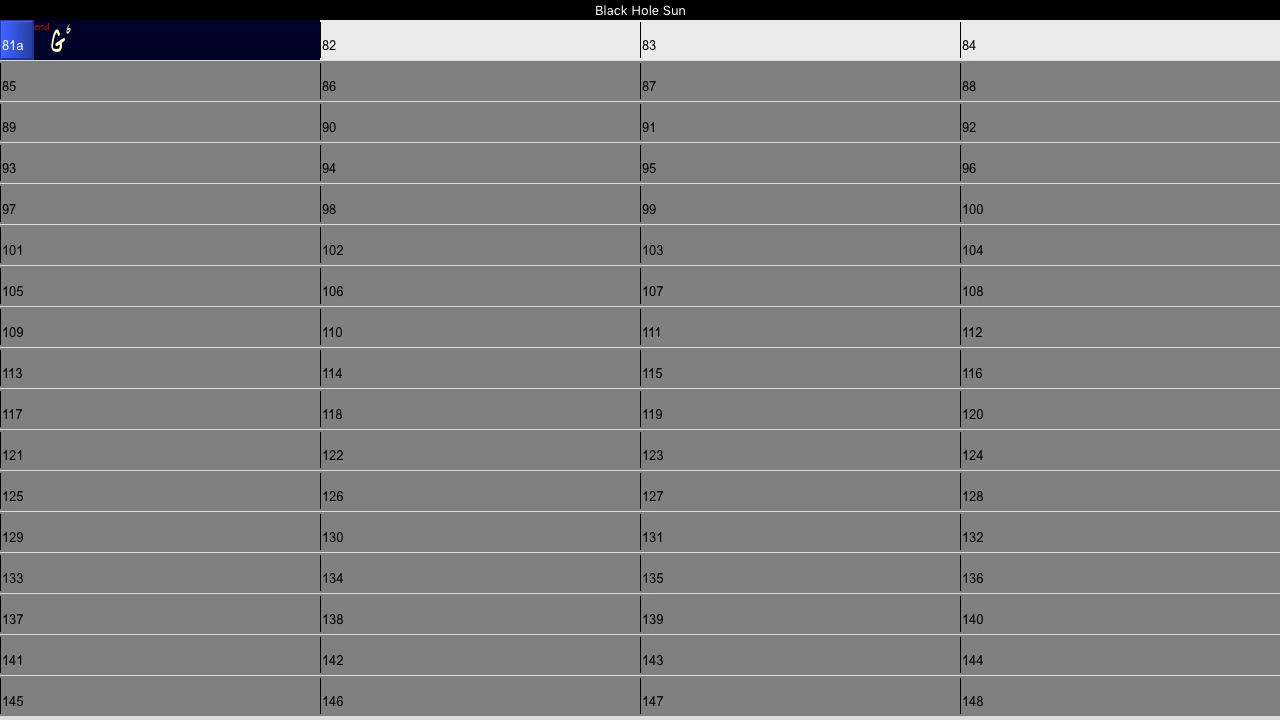 Black Hole Sun
end
81a G♭ 82 83 84
85 86 87 88
89 90 91 92
93 94 95 96
97 98 99 100
101 102 103 104
105 106 107 108
109 110 111 112
113 114 115 116
117 118 119 120
121 122 123 124
125 126 127 128
129 130 131 132
133 134 135 136
137 138 139 140
141 142 143 144
145 146 147 148